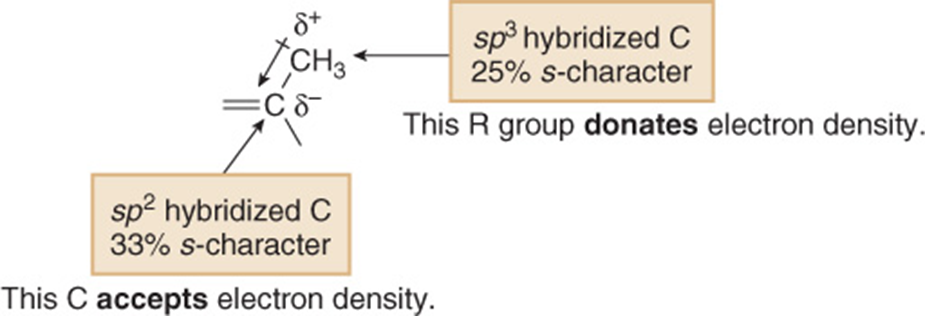 δ+
CH3
C δ−
sp3 hybridized C
25% s-character
This R group donates electron density.
sp2 hybridized C
33% s-character
This C accepts electron density.